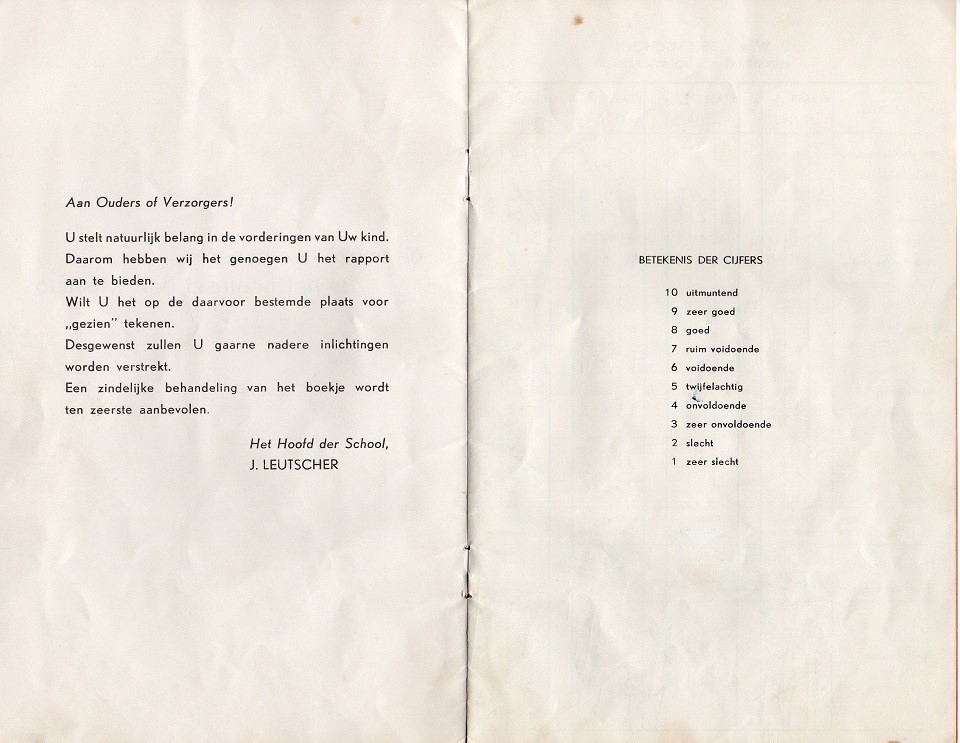 Aan Ouders of Verzorgers!
U stelt natuurlijk belang in de vorderingen van Uw kind.
Daarom hebben wij het genoegen U het rapport
aan te bieden.
Wilt U het op de daarvoor bestemde plaats voor
„gezien” tekenen.
Desgewenst zullen U gaarne nadere inlichtingen
worden verstrekt.
Een zindelijke behandeling van het boekje wordt
ten zeerste aanbevolen.
Het Hoofd der School,
J. LEUTSCHER
BETEKENIS DER CIJFERS
10 uitmuntend
9 zeer goed
8 goed
7 ruim voidoende
6 voidoende
5 twijfelachtig
4 onvoldoende
3 zeer onvoldoende
2 slecht
1 zeer slecht